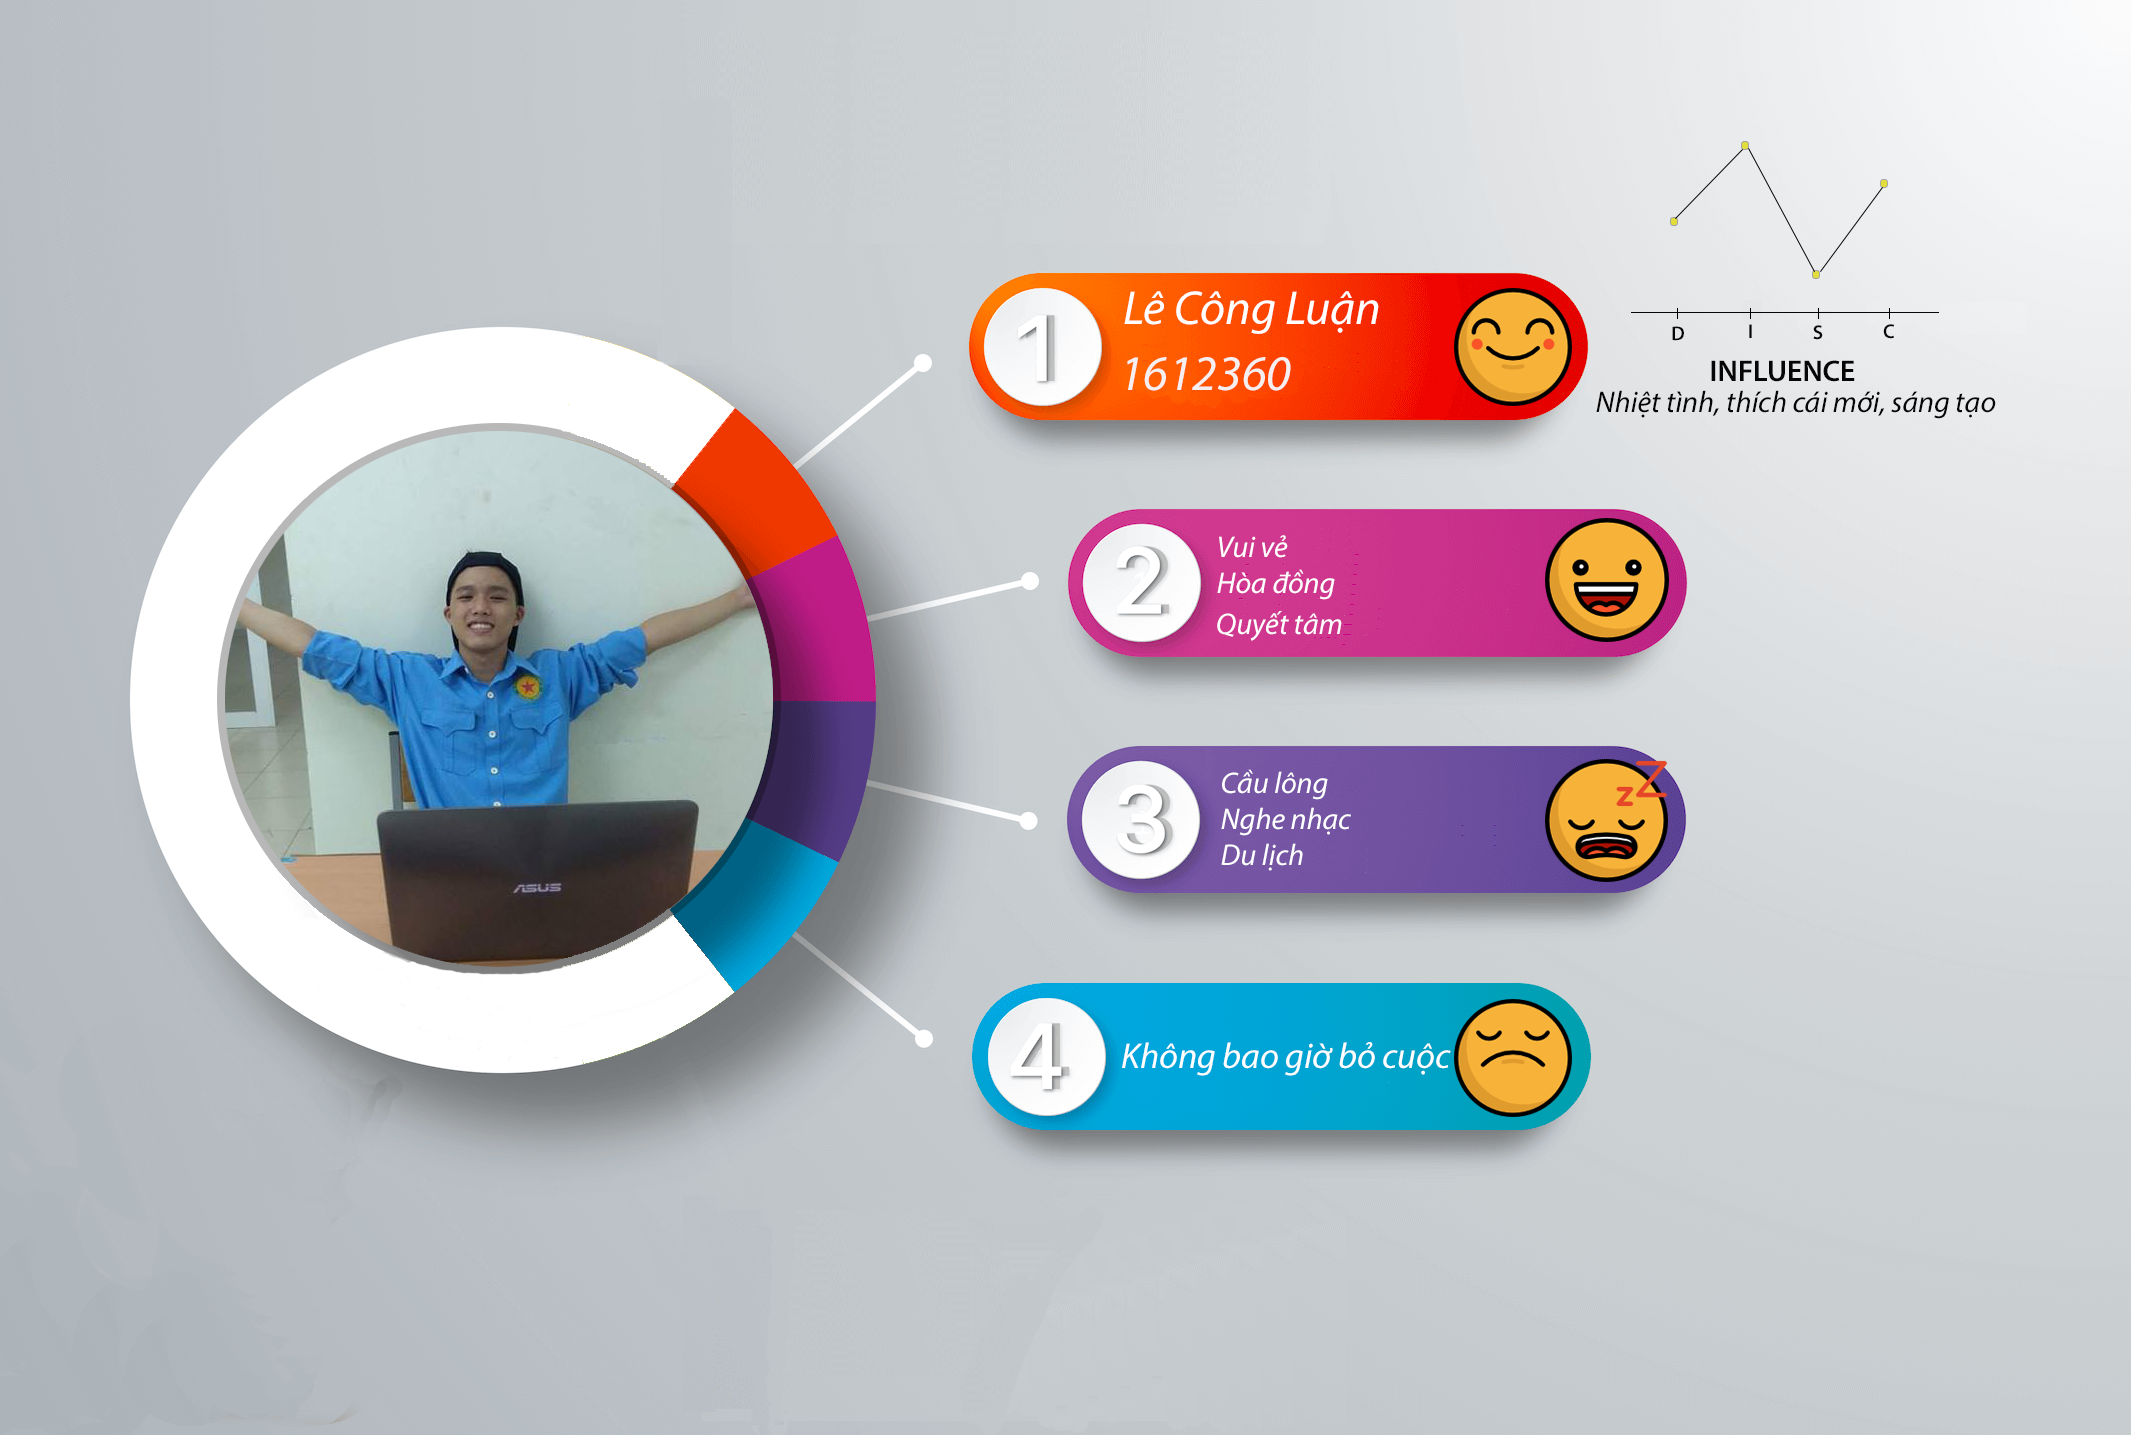 1
Lê Công Luận
1612360
D I S C
INFLUENCE
Nhiệt tình, thích cái mới, sáng tạo
2
Vui vẻ
Hòa đồng
Quyết tâm
3
Cầu lông
Nghe nhạc
Du lịch
zZ
ASUS
4
Không bao giờ bỏ cuộc